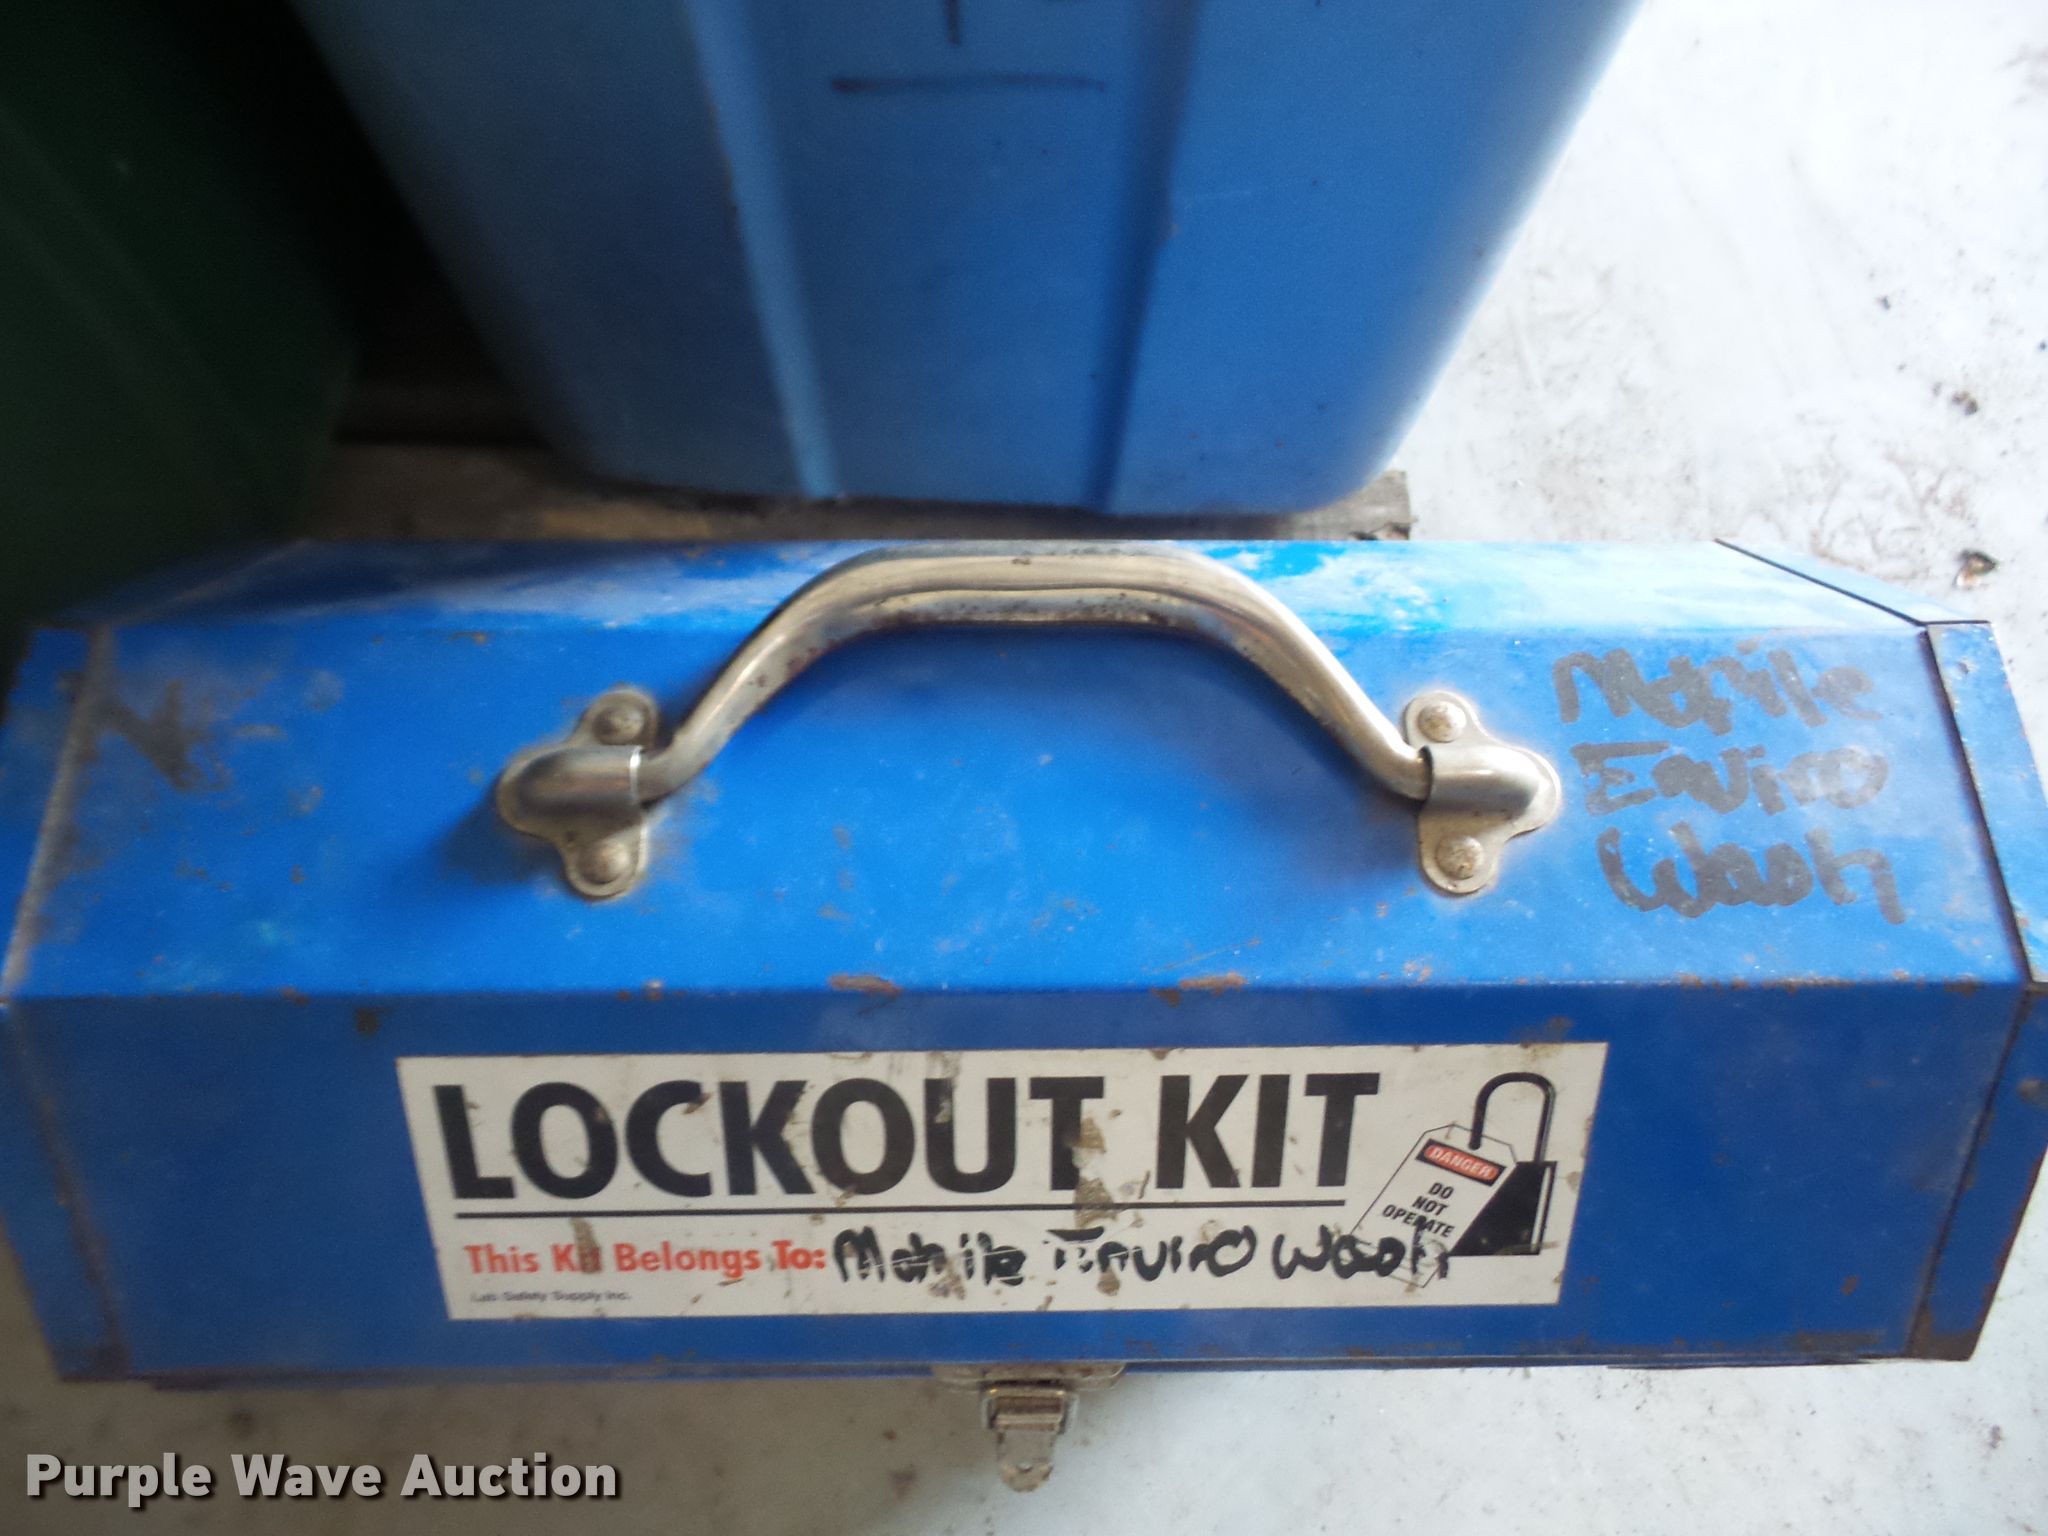 Mobile
Enviro
Wash
LOCKOUT KIT
DANGER
DO
NOT
OPERATE
This Kit Belongs To: Mobile Enviro Wash
Lab Safety Supply Inc.
Purple Wave Auction